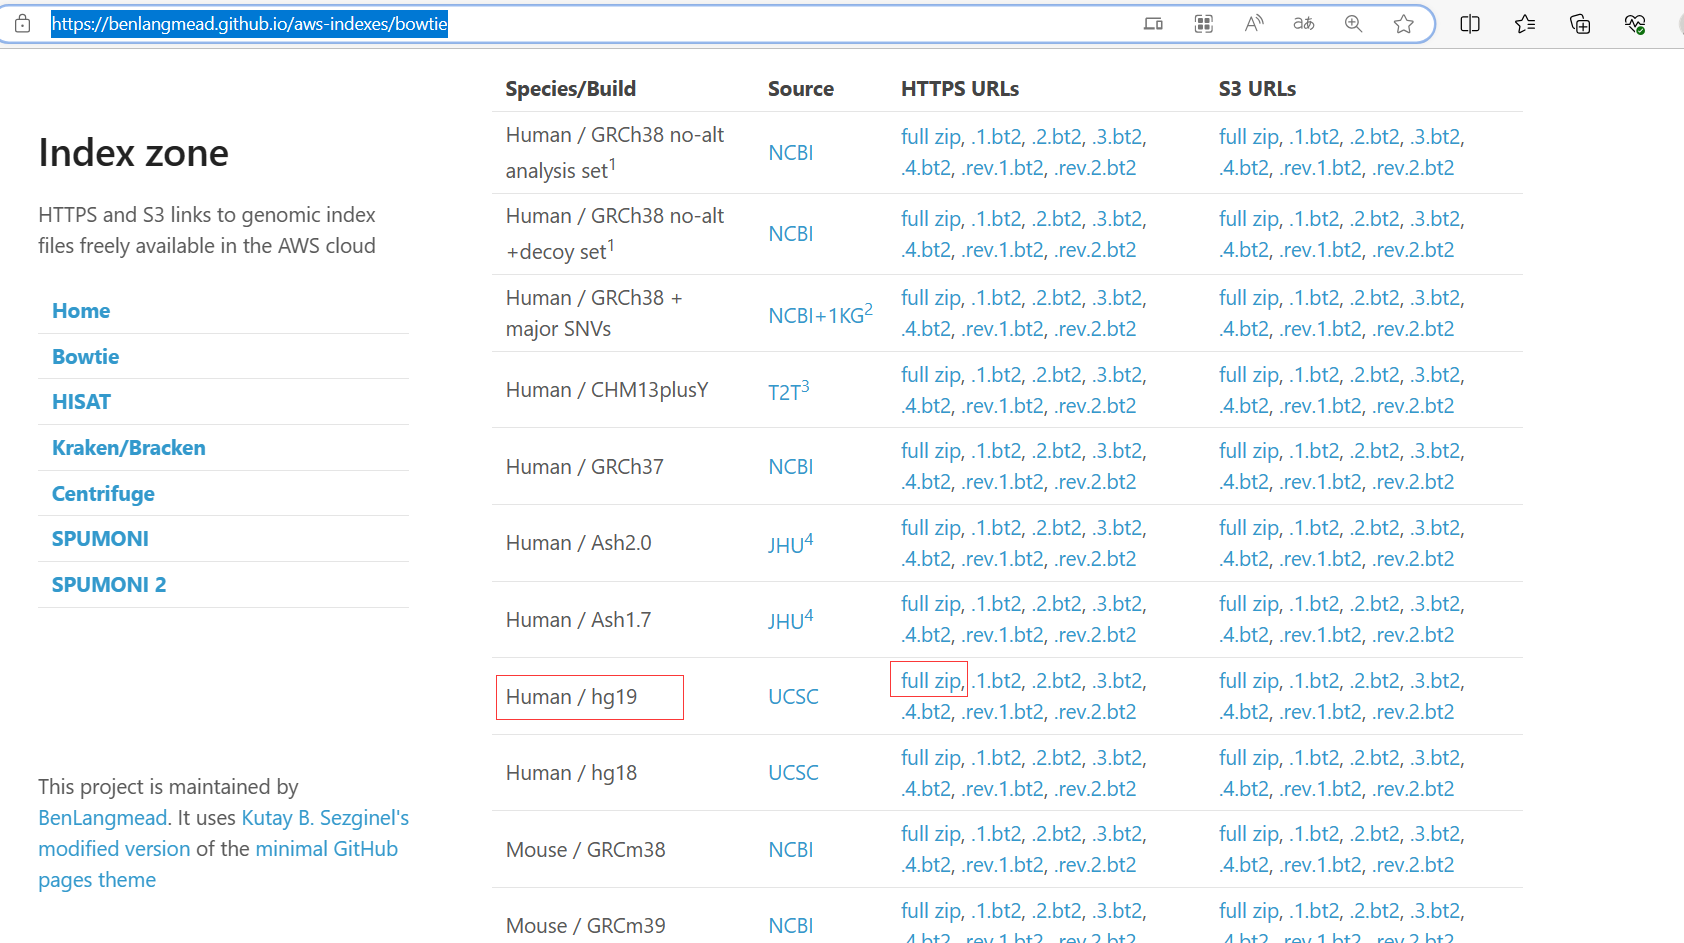 https://benlangmead.github.io/aws-indexes/bowtie
Index zone
HTTPS and S3 links to genomic index
files freely available in the AWS cloud
Home
Bowtie
HISAT
Kraken/Bracken
Centrifuge
SPUMONI
SPUMONI 2
This project is maintained by
BenLangmead. It uses Kutay B. Sezginel's
modified version of the minimal GitHub
pages theme
Species/Build Source HTTPS URLs S3 URLs
Human / GRCh38 no-alt
analysis set1
NCBI
full zip, .1.bt2, .2.bt2, .3.bt2,
.4.bt2, .rev.1.bt2, .rev.2.bt2
full zip, .1.bt2, .2.bt2, .3.bt2,
.4.bt2, .rev.1.bt2, .rev.2.bt2
Human / GRCh38 no-alt
+decoy set1
NCBI
full zip, .1.bt2, .2.bt2, .3.bt2,
.4.bt2, .rev.1.bt2, .rev.2.bt2
full zip, .1.bt2, .2.bt2, .3.bt2,
.4.bt2, .rev.1.bt2, .rev.2.bt2
Human / GRCh38 +
major SNVs
NCBI+1KG2
full zip, .1.bt2, .2.bt2, .3.bt2,
.4.bt2, .rev.1.bt2, .rev.2.bt2
full zip, .1.bt2, .2.bt2, .3.bt2,
.4.bt2, .rev.1.bt2, .rev.2.bt2
Human / CHM13plusY
T2T3
full zip, .1.bt2, .2.bt2, .3.bt2,
.4.bt2, .rev.1.bt2, .rev.2.bt2
full zip, .1.bt2, .2.bt2, .3.bt2,
.4.bt2, .rev.1.bt2, .rev.2.bt2
Human / GRCh37
NCBI
full zip, .1.bt2, .2.bt2, .3.bt2,
.4.bt2, .rev.1.bt2, .rev.2.bt2
full zip, .1.bt2, .2.bt2, .3.bt2,
.4.bt2, .rev.1.bt2, .rev.2.bt2
Human / Ash2.0
JHU4
full zip, .1.bt2, .2.bt2, .3.bt2,
.4.bt2, .rev.1.bt2, .rev.2.bt2
full zip, .1.bt2, .2.bt2, .3.bt2,
.4.bt2, .rev.1.bt2, .rev.2.bt2
Human / Ash1.7
JHU4
full zip, .1.bt2, .2.bt2, .3.bt2,
.4.bt2, .rev.1.bt2, .rev.2.bt2
full zip, .1.bt2, .2.bt2, .3.bt2,
.4.bt2, .rev.1.bt2, .rev.2.bt2
Human / hg19
UCSC
full zip, .1.bt2, .2.bt2, .3.bt2,
.4.bt2, .rev.1.bt2, .rev.2.bt2
full zip, .1.bt2, .2.bt2, .3.bt2,
.4.bt2, .rev.1.bt2, .rev.2.bt2
Human / hg18
UCSC
full zip, .1.bt2, .2.bt2, .3.bt2,
.4.bt2, .rev.1.bt2, .rev.2.bt2
full zip, .1.bt2, .2.bt2, .3.bt2,
.4.bt2, .rev.1.bt2, .rev.2.bt2
Mouse / GRCm38
NCBI
full zip, .1.bt2, .2.bt2, .3.bt2,
.4.bt2, .rev.1.bt2, .rev.2.bt2
full zip, .1.bt2, .2.bt2, .3.bt2,
.4.bt2, .rev.1.bt2, .rev.2.bt2
Mouse / GRCm39
NCBI
full zip, .1.bt2, .2.bt2, .3.bt2,
.4.bt2, .rev.1.bt2, .rev.2.bt2
full zip, .1.bt2, .2.bt2, .3.bt2,
.4.bt2, .rev.1.bt2, .rev.2.bt2